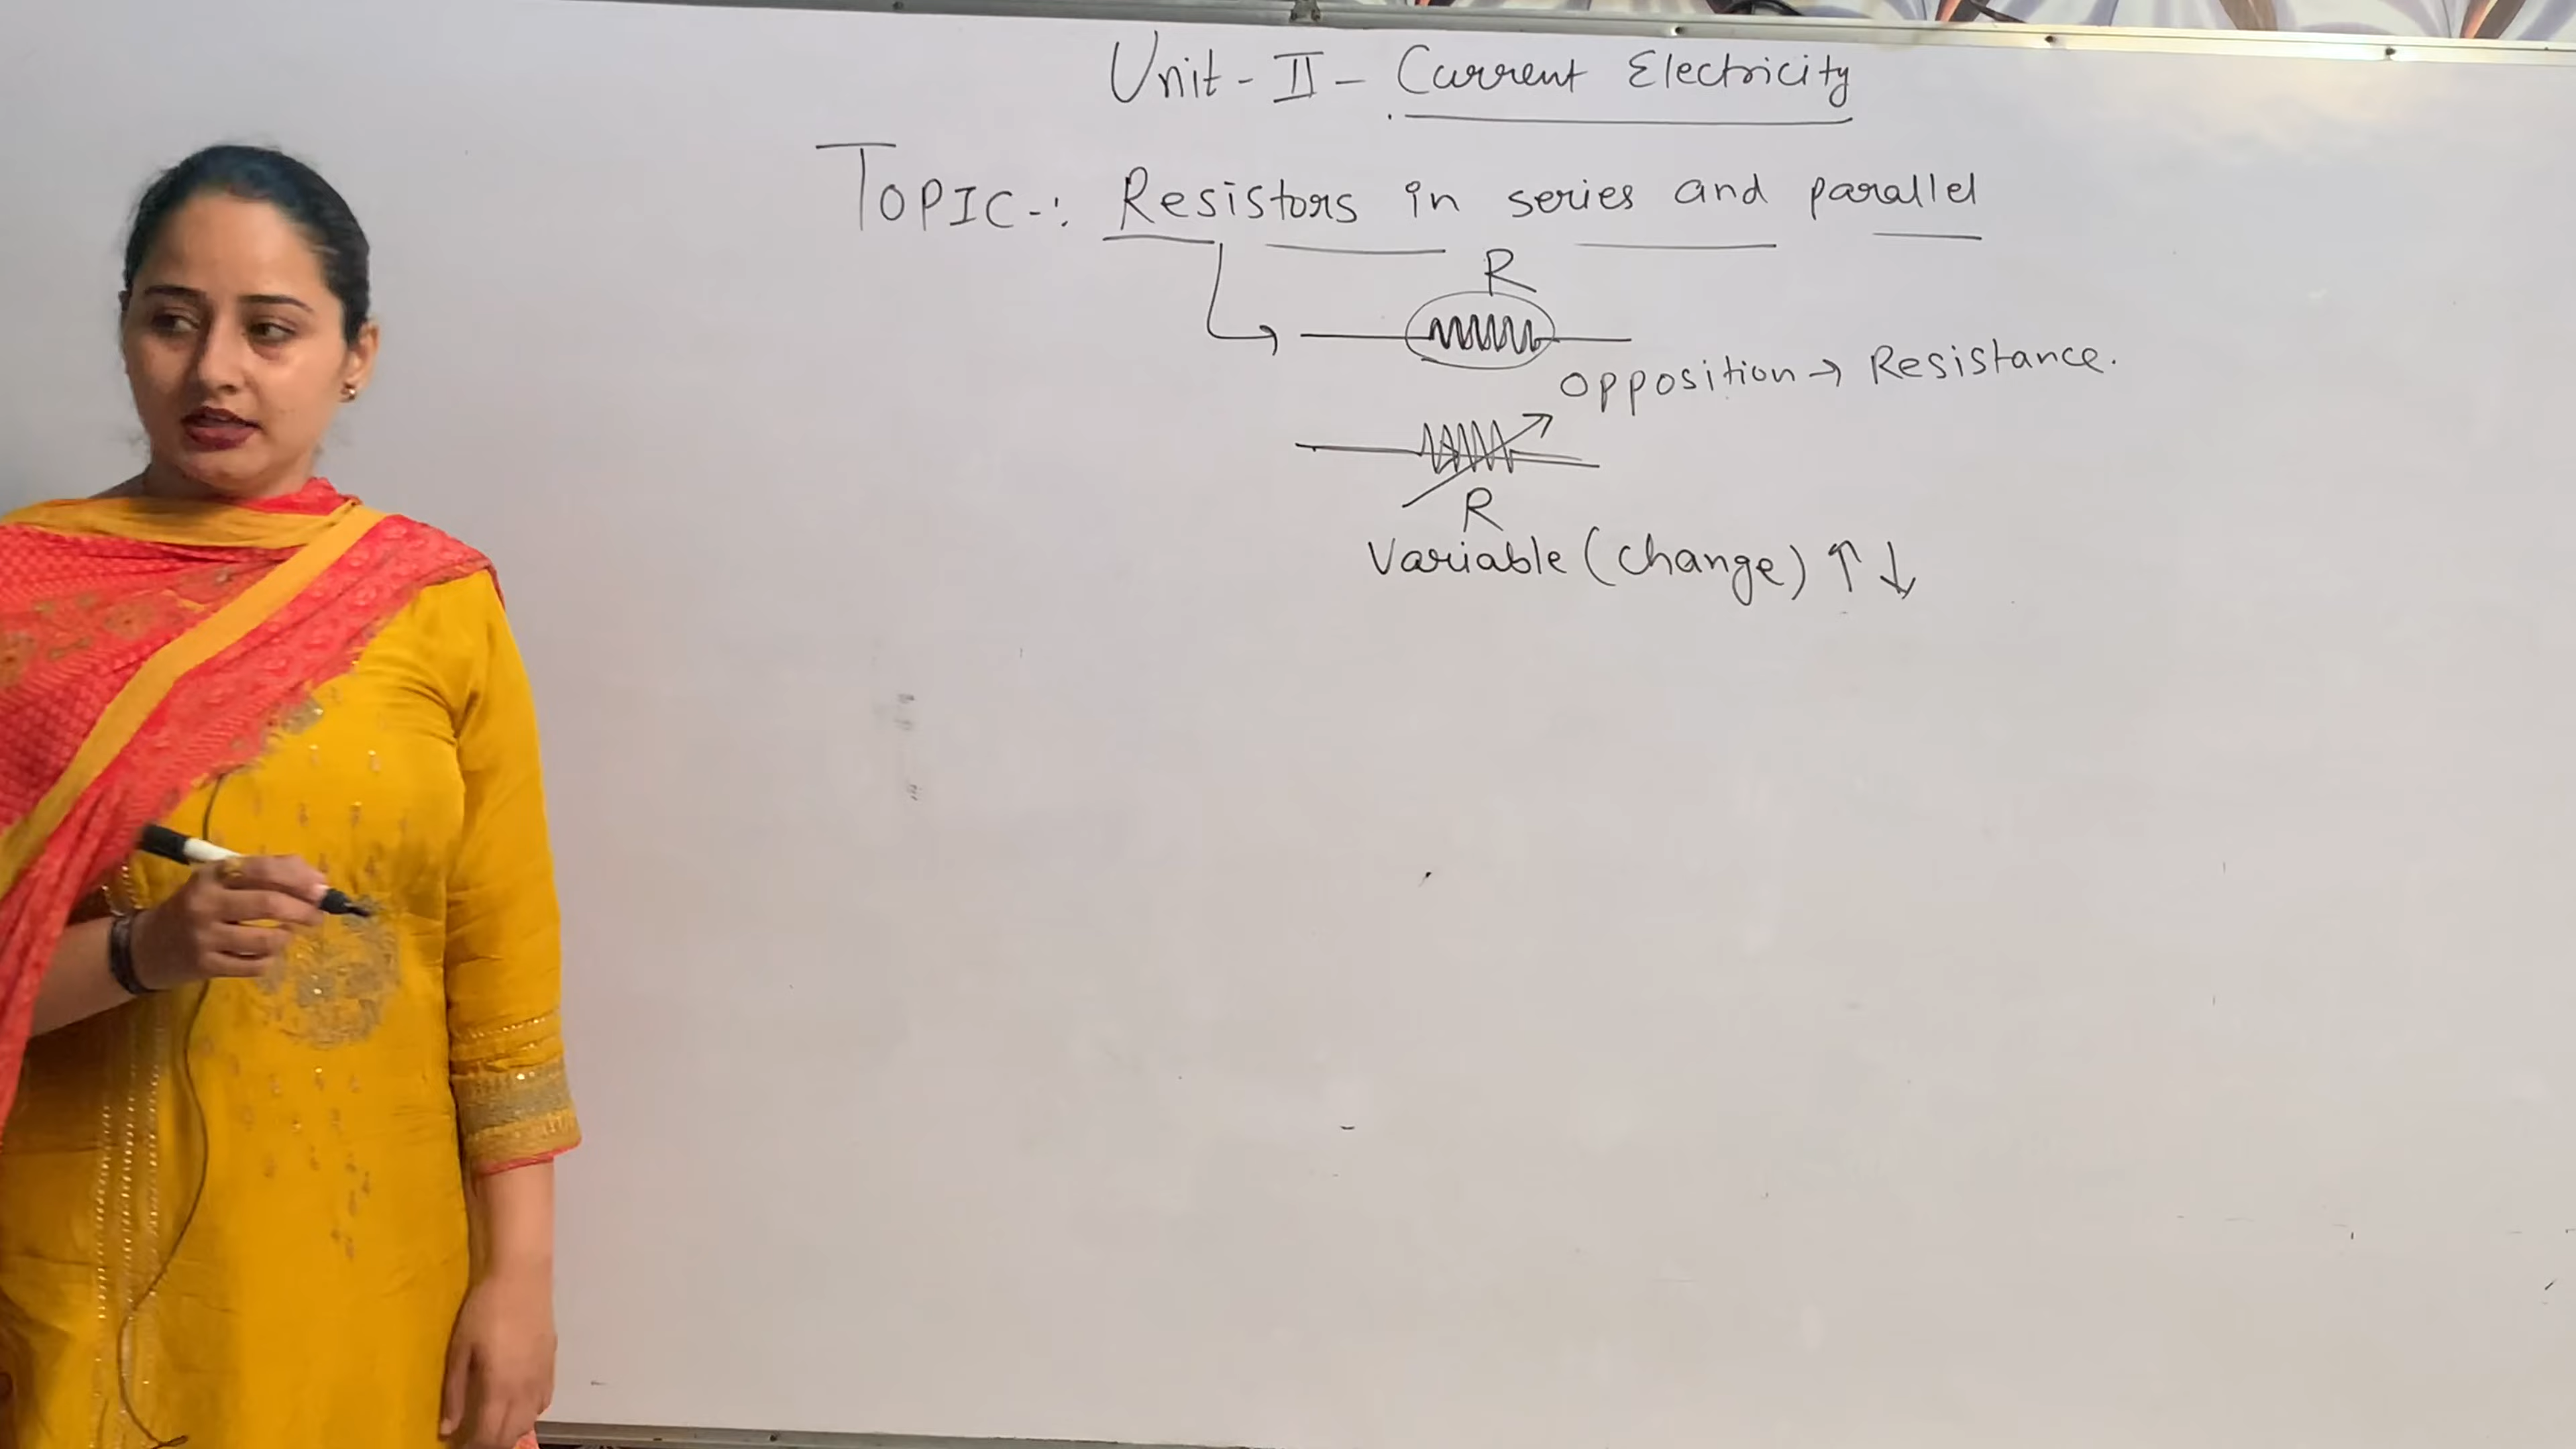 Unit - II - Current Electricity
TOPIC -: Resistors in series and parallel
R
Opposition → Resistance.
R
Variable (change) ↑ ↓